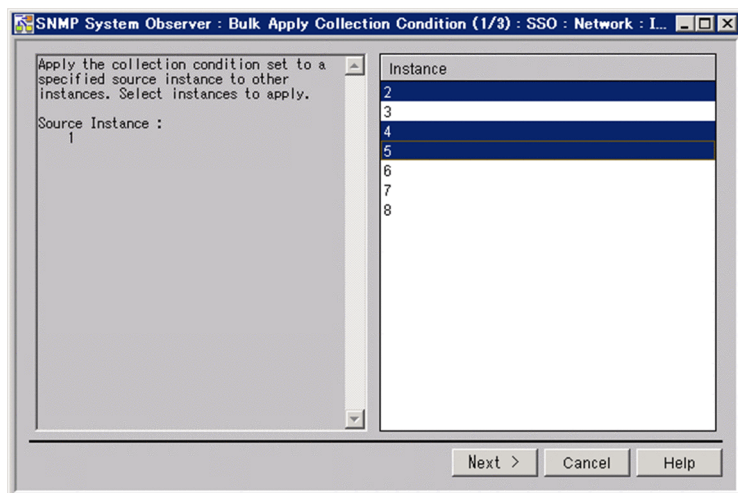 SNMP System Observer : Bulk Apply Collection Condition (1/3) : SSO : Network : I...
Apply the collection condition set to a
specified source instance to other
instances. Select instances to apply.
Source Instance :
1
Instance
2
3
4
5
6
7
8
Next >
Cancel
Help